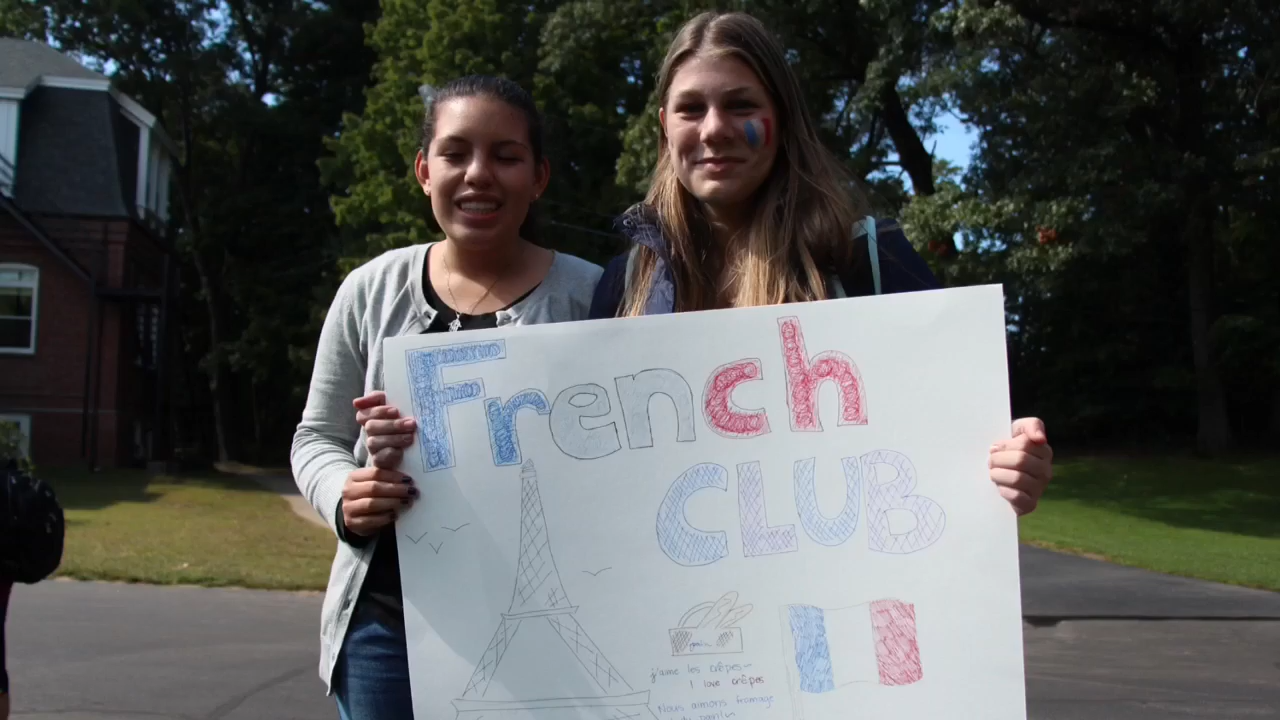 French
CLUB
j'aime les crêpes~
I love crêpes
Nous aimons fromage